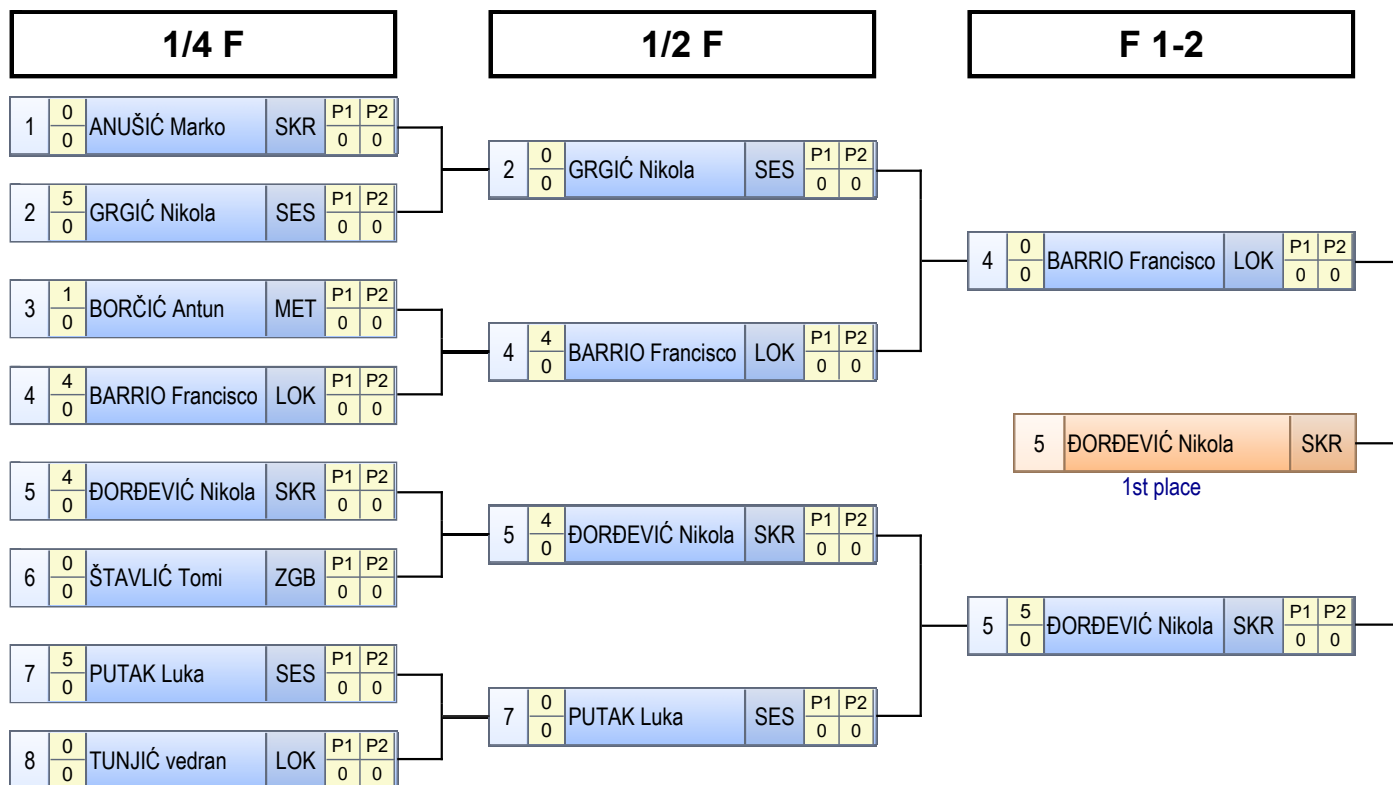 1/4 F
1/2 F
F 1-2
1 0 ANUŠIĆ Marko SKR P1 P2
0 0 0
2 5 GRGIĆ Nikola SES P1 P2
0 0 0
3 1 BORČIĆ Antun MET P1 P2
0 0 0
4 4 BARRIO Francisco LOK P1 P2
0 0 0
5 4 ĐORĐEVIĆ Nikola SKR P1 P2
0 0 0
6 0 ŠTAVLIĆ Tomi ZGB P1 P2
0 0 0
7 5 PUTAK Luka SES P1 P2
0 0 0
8 0 TUNJIĆ vedran LOK P1 P2
0 0 0
2 0 GRGIĆ Nikola SES P1 P2
0 0 0
4 4 BARRIO Francisco LOK P1 P2
0 0 0
5 4 ĐORĐEVIĆ Nikola SKR P1 P2
0 0 0
7 0 PUTAK Luka SES P1 P2
0 0 0
4 0 BARRIO Francisco LOK P1 P2
0 0 0
5 ĐORĐEVIĆ Nikola SKR
1st place
5 5 ĐORĐEVIĆ Nikola SKR P1 P2
0 0 0